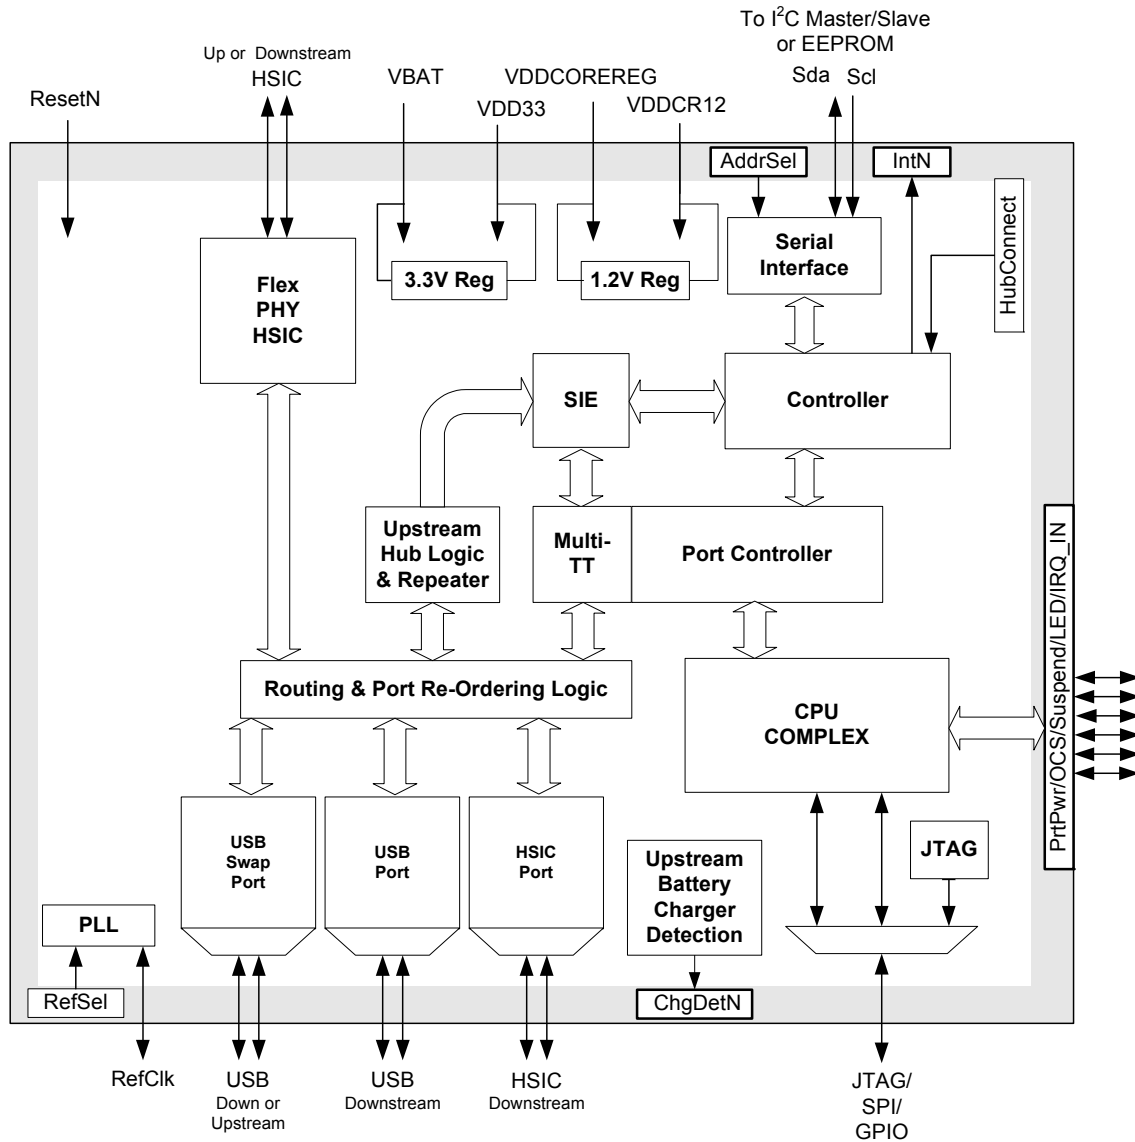 To I²C Master/Slave
or EEPROM
Up or Downstream
HSIC
VBAT
VDDCOREREG
Sda
Scl
ResetN
VDD33
VDDCR12
AddrSel
IntN
HubConnect
Serial
Interface
Flex
PHY
HSIC
3.3V Reg
1.2V Reg
SIE
Controller
Upstream
Hub Logic
& Repeater
Multi-
TT
Port Controller
PrtPwr/OCS/Suspend/LED/IRQ_IN
Routing & Port Re-Ordering Logic
CPU
COMPLEX
USB
Swap
Port
USB
Port
HSIC
Port
Upstream
Battery
Charger
Detection
JTAG
PLL
RefSel
ChgDetN
RefClk
USB
Down or
Upstream
USB
Downstream
HSIC
Downstream
JTAG/
SPI/
GPIO